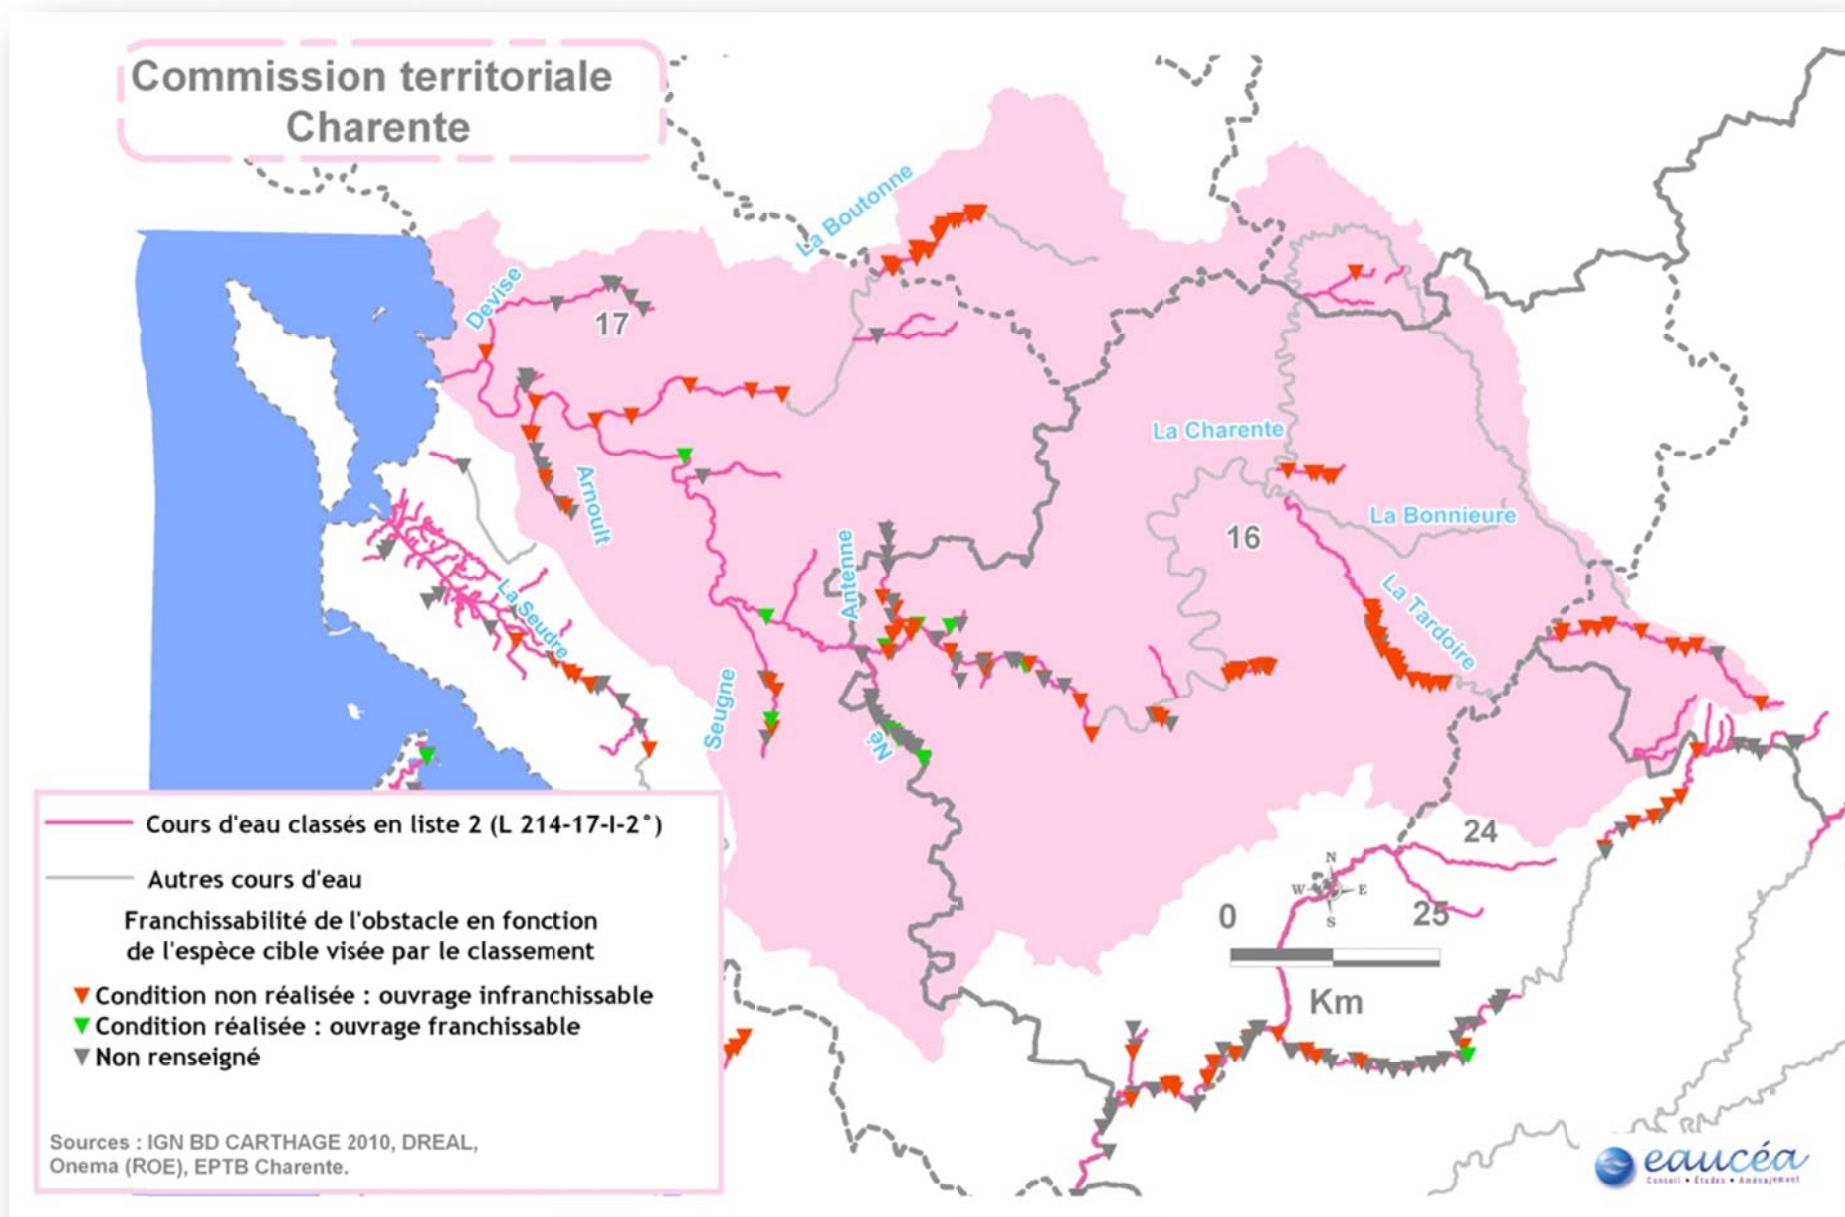 Commission territoriale
Charente
La Boutonne
Devise
17
La Charente
La Bonnieure
16
Arnoult
Antenne
La Tardoire
La Seudre
Seugne
Né
24
N
W
E
S
0
25
Km
Cours d'eau classés en liste 2 (L 214-17-I-2°)
Autres cours d'eau
Franchissabilité de l'obstacle en fonction
de l'espèce cible visée par le classement
Condition non réalisée : ouvrage infranchissable
Condition réalisée : ouvrage franchissable
Non renseigné
Sources : IGN BD CARTHAGE 2010, DREAL,
Onema (ROE), EPTB Charente.
eaucéa
Conseil • Études • Aménagement